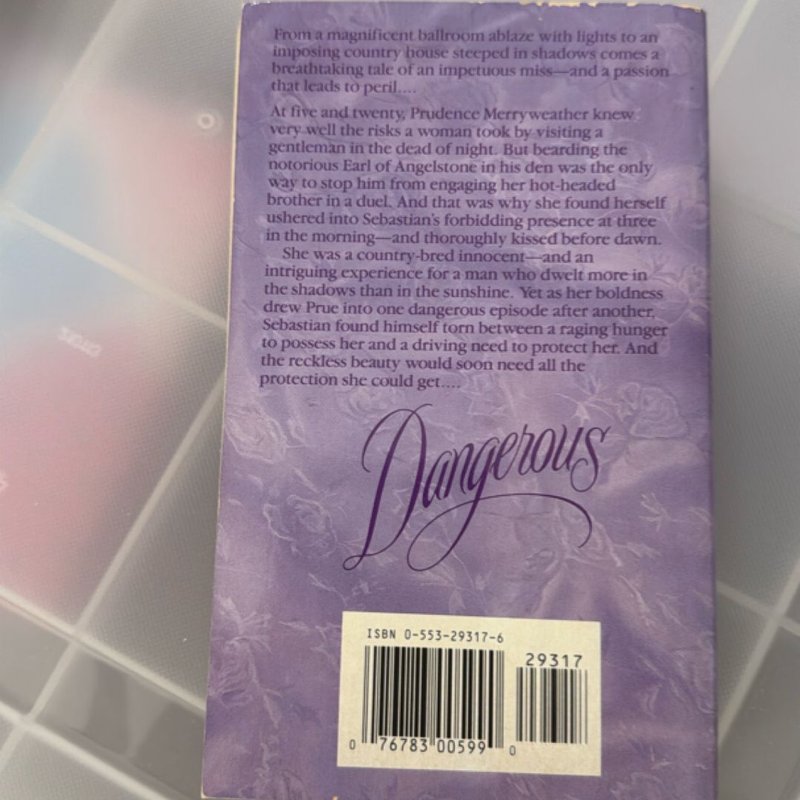 From a magnificent ballroom ablaze with lights to an
imposing country house steeped in shadows comes a
breathtaking tale of an impetuous miss—and a passion
that leads to peril....
At five and twenty, Prudence Merryweather knew
very well the risks a woman took by visiting a
gentleman in the dead of night. But bearding the
notorious Earl of Angelstone in his den was the only
way to stop him from engaging her hot-headed
brother in a duel. And that was why she found herself
ushered into Sebastian's forbidding presence at three
in the morning—and thoroughly kissed before dawn.
She was a country-bred innocent—and an
intriguing experience for a man who dwelt more in
the shadows than in the sunshine. Yet as her boldness
drew Prue into one dangerous episode after another,
Sebastian found himself torn between a raging hunger
to possess her and a driving need to protect her. And
the reckless beauty would soon need all the
protection she could get....
Dangerous
ISBN 0-553-29317-6
29317
0 76783 00599 0